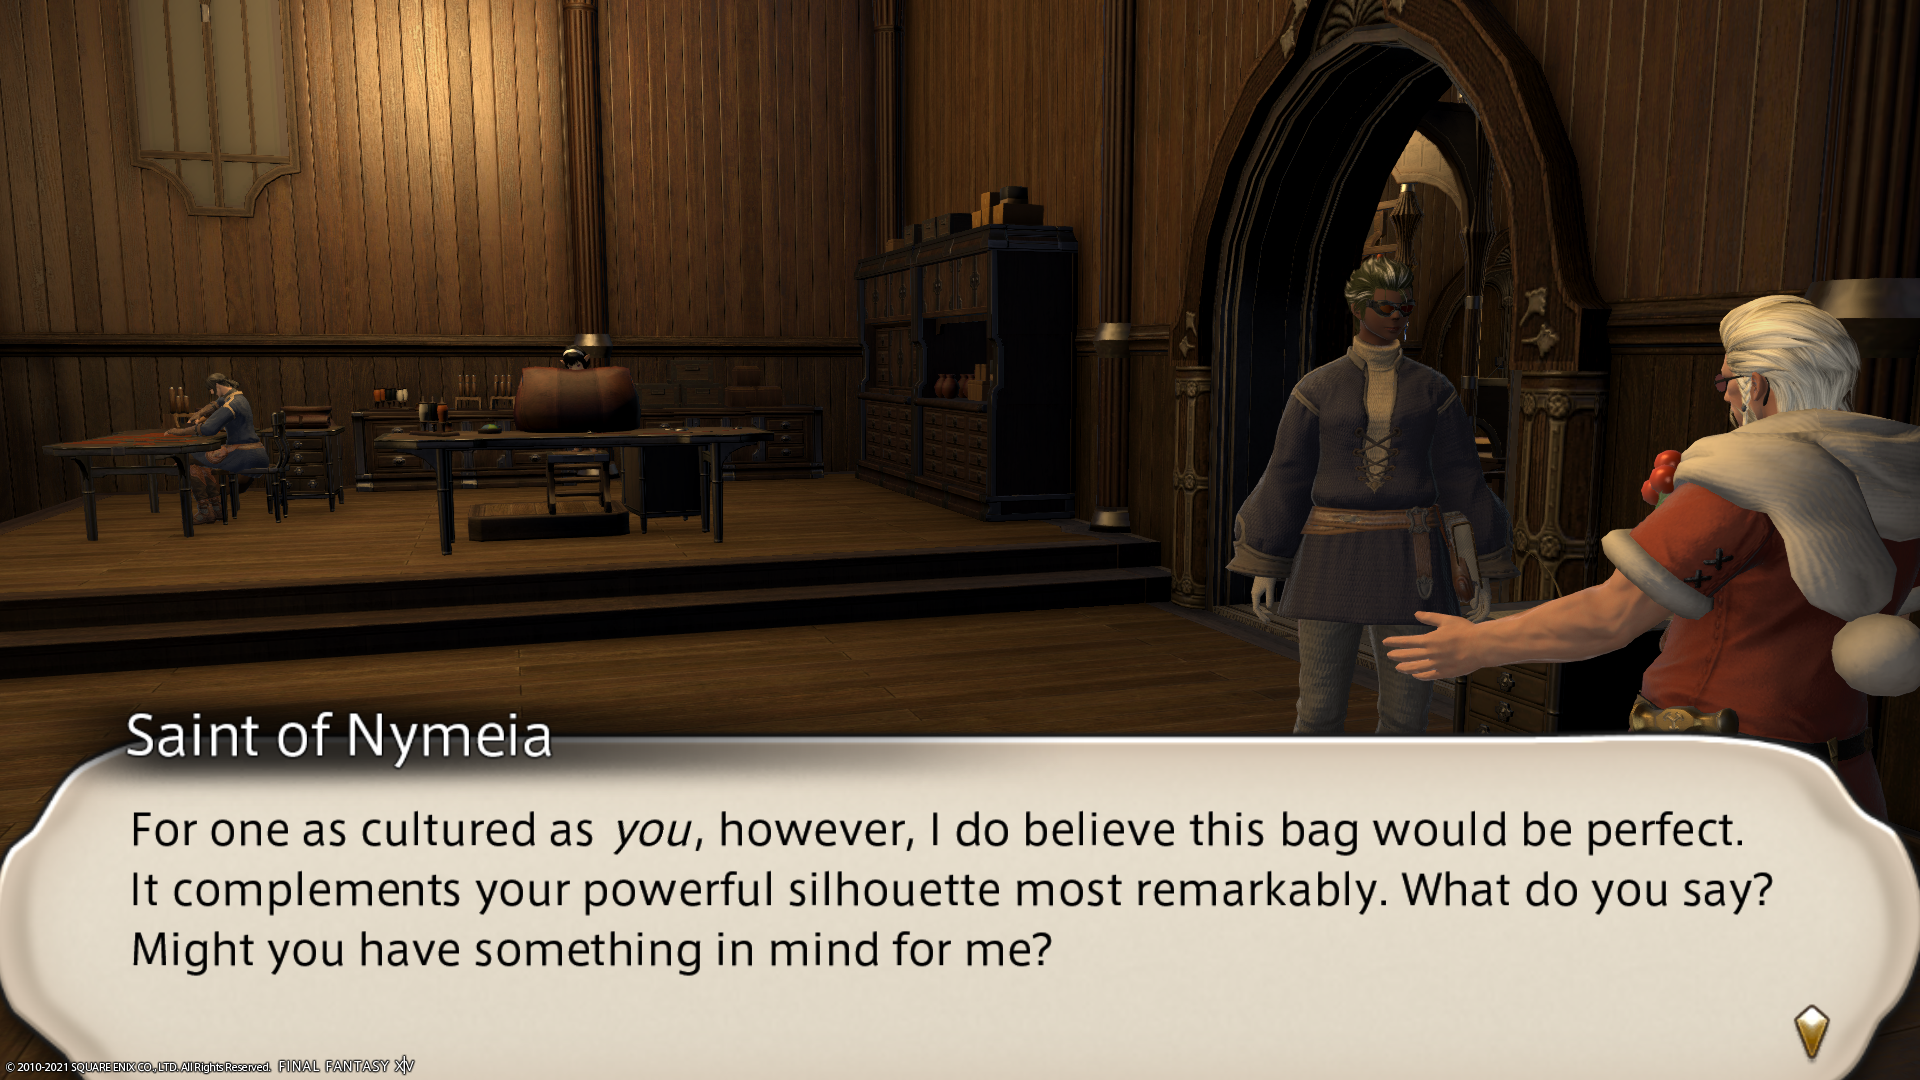 Saint of Nymeia
For one as cultured as you, however, I do believe this bag would be perfect.
It complements your powerful silhouette most remarkably. What do you say?
Might you have something in mind for me?
© 2010-2021 SQUARE ENIX CO., LTD. All Rights Reserved. FINAL FANTASY XIV